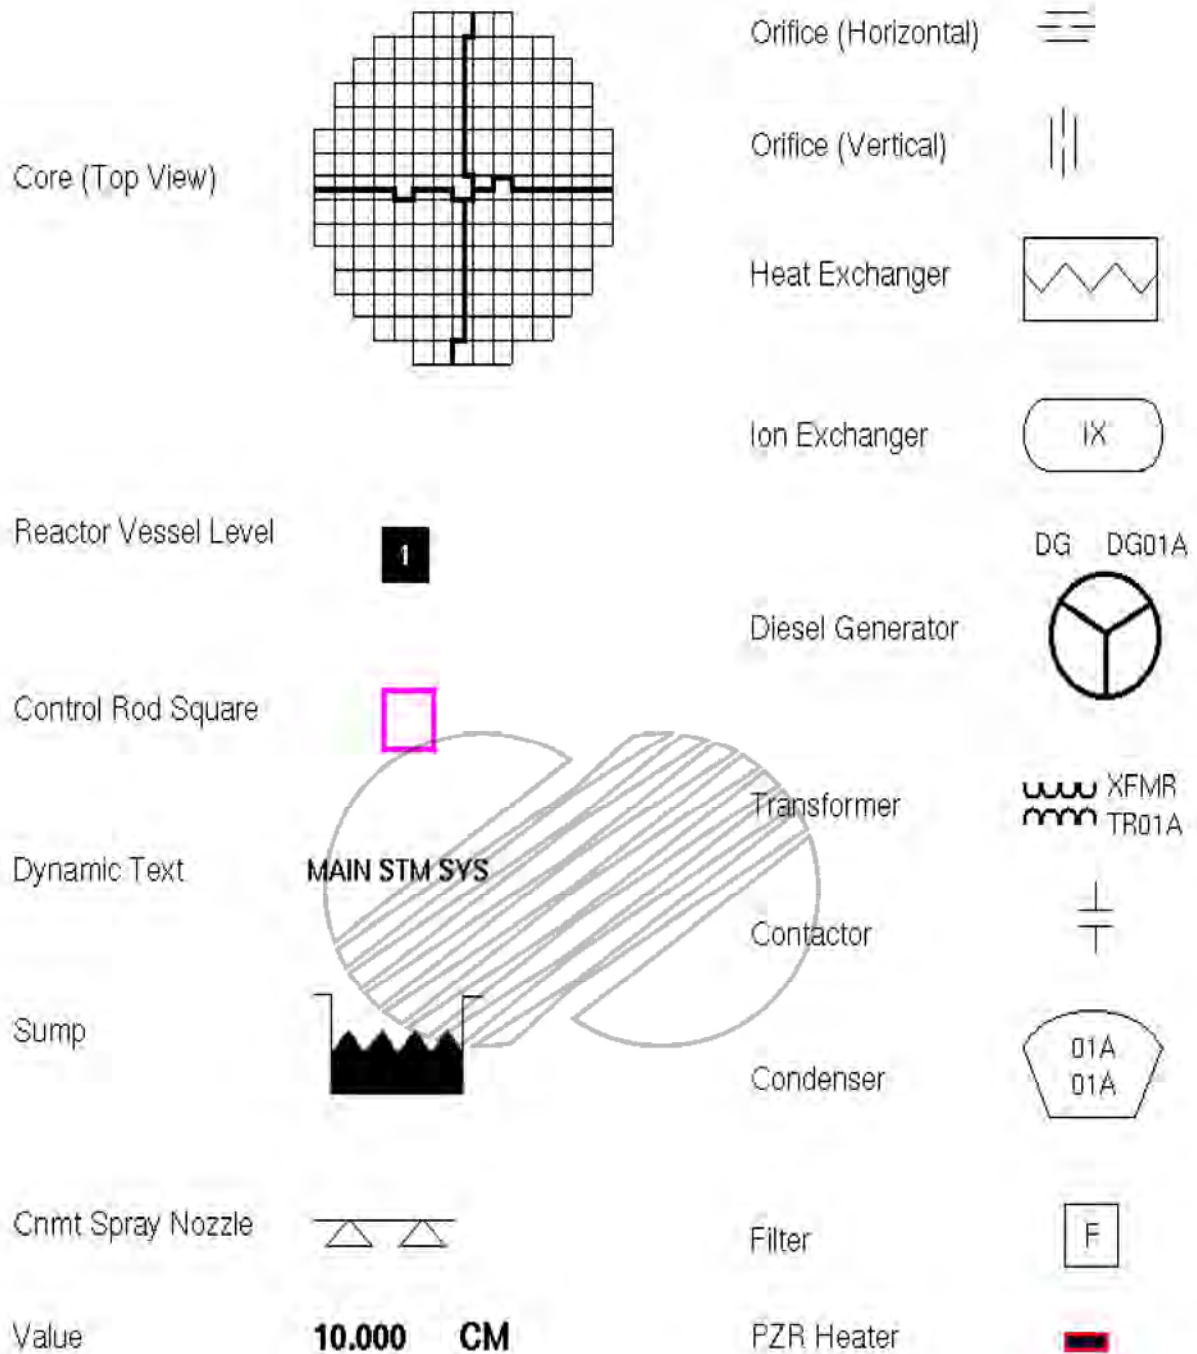 Core (Top View)
Reactor Vessel Level
1
Control Rod Square
Dynamic Text
MAIN STM SYS
Sump
Cnmt Spray Nozzle
Value
10.000 CM
Orifice (Horizontal)
Orifice (Vertical)
Heat Exchanger
Ion Exchanger
IX
DG DG01A
Diesel Generator
Transformer
XFMR
TR01A
Contactor
Condenser
01A
01A
Filter
F
PZR Heater